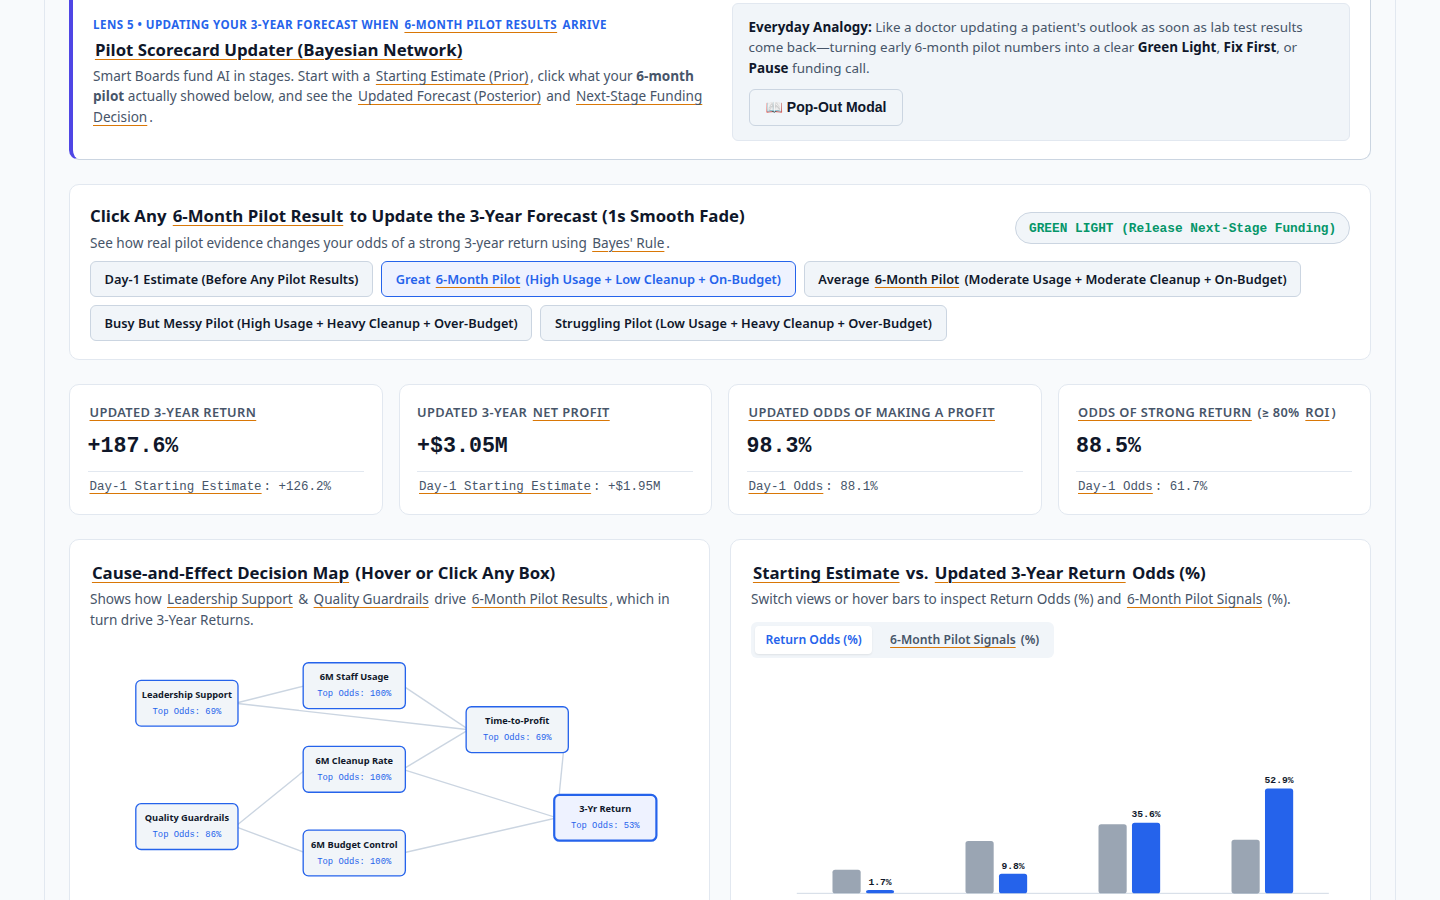 LENS 5 • UPDATING YOUR 3-YEAR FORECAST WHEN 6-MONTH PILOT RESULTS ARRIVE
Pilot Scorecard Updater (Bayesian Network)
Smart Boards fund AI in stages. Start with a Starting Estimate (Prior), click what your 6-month
pilot actually showed below, and see the Updated Forecast (Posterior) and Next-Stage Funding
Decision.
Everyday Analogy: Like a doctor updating a patient's outlook as soon as lab test results
come back—turning early 6-month pilot numbers into a clear Green Light, Fix First, or
Pause funding call.
📖 Pop-Out Modal
Click Any 6-Month Pilot Result to Update the 3-Year Forecast (1s Smooth Fade)
See how real pilot evidence changes your odds of a strong 3-year return using Bayes' Rule.
GREEN LIGHT (Release Next-Stage Funding)
Day-1 Estimate (Before Any Pilot Results)
Great 6-Month Pilot (High Usage + Low Cleanup + On-Budget)
Average 6-Month Pilot (Moderate Usage + Moderate Cleanup + On-Budget)
Busy But Messy Pilot (High Usage + Heavy Cleanup + Over-Budget)
Struggling Pilot (Low Usage + Heavy Cleanup + Over-Budget)
UPDATED 3-YEAR RETURN
+187.6%
Day-1 Starting Estimate: +126.2%
UPDATED 3-YEAR NET PROFIT
+$3.05M
Day-1 Starting Estimate: +$1.95M
UPDATED ODDS OF MAKING A PROFIT
98.3%
Day-1 Odds: 88.1%
ODDS OF STRONG RETURN (≥ 80% ROI)
88.5%
Day-1 Odds: 61.7%
Cause-and-Effect Decision Map (Hover or Click Any Box)
Shows how Leadership Support & Quality Guardrails drive 6-Month Pilot Results, which in
turn drive 3-Year Returns.
Leadership Support
Top Odds: 69%
6M Staff Usage
Top Odds: 100%
Time-to-Profit
Top Odds: 69%
6M Cleanup Rate
Top Odds: 100%
Quality Guardrails
Top Odds: 86%
3-Yr Return
Top Odds: 53%
6M Budget Control
Top Odds: 100%
Starting Estimate vs. Updated 3-Year Return Odds (%)
Switch views or hover bars to inspect Return Odds (%) and 6-Month Pilot Signals (%).
Return Odds (%)
6-Month Pilot Signals (%)
1.7%
9.8%
35.6%
52.9%